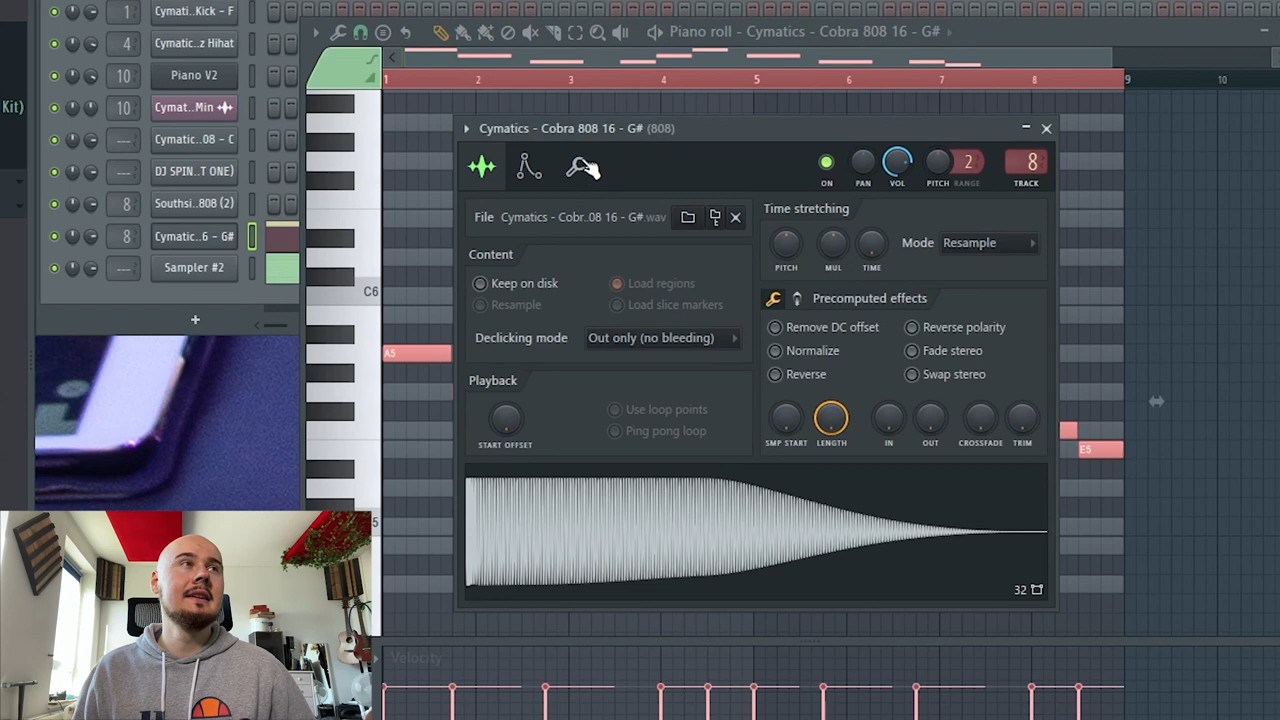 Kit)
1 Cymati..Kick - F
4 Cymatic..z Hihat
10 Piano V2
10 Cymat..Min
--- Cymatic..08 - C
--- DJ SPIN..T ONE)
8 Southsi..808 (2)
8 Cymatic..6 - G#
--- Sampler #2
+
Piano roll - Cymatics - Cobra 808 16 - G#
1 2 3 4 5 6 7 8 9 10
C6
A5
E5
5
Cymatics - Cobra 808 16 - G# (808)
ON PAN VOL PITCH RANGE TRACK
2 8
File Cymatics - Cobr..08 16 - G#.wav
Content
Keep on disk Load regions
Resample Load slice markers
Declicking mode Out only (no bleeding)
Playback
Use loop points
Ping pong loop
START OFFSET
Time stretching
PITCH MUL TIME
Mode Resample
Precomputed effects
Remove DC offset Reverse polarity
Normalize Fade stereo
Reverse Swap stereo
SMP START LENGTH IN OUT CROSSFADE TRIM
32
Velocity